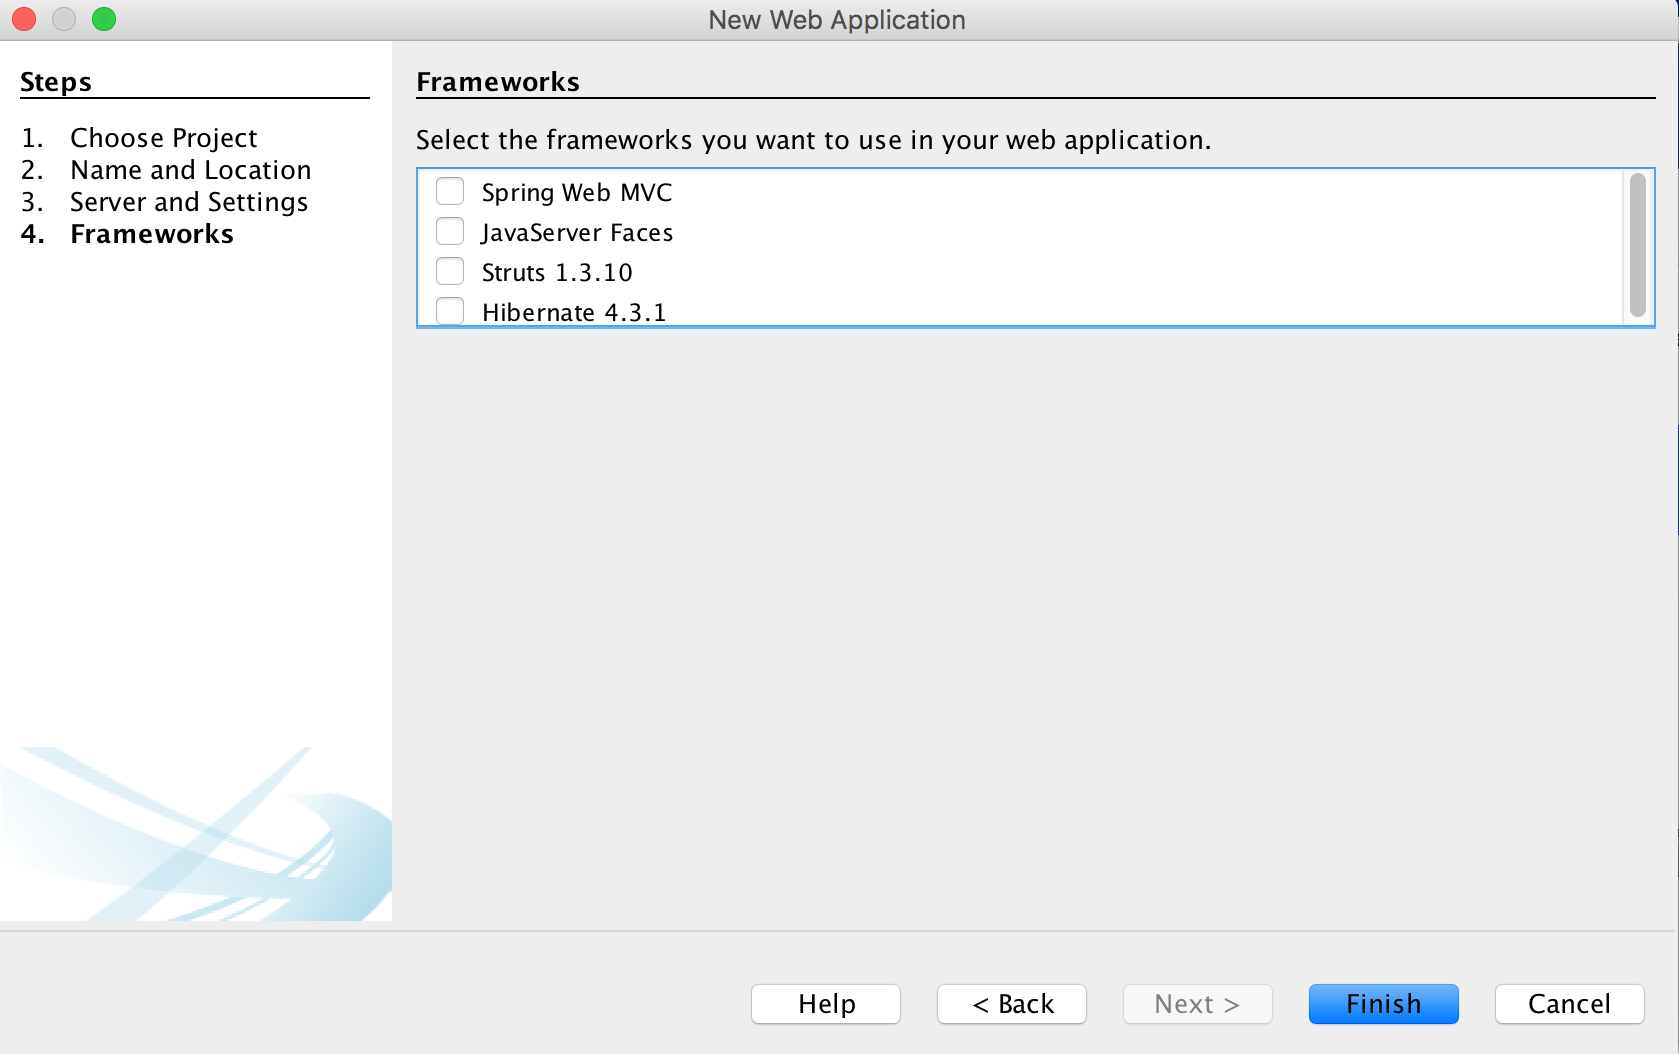 New Web Application
Steps
1. Choose Project
2. Name and Location
3. Server and Settings
4. Frameworks
Frameworks
Select the frameworks you want to use in your web application.
Spring Web MVC
JavaServer Faces
Struts 1.3.10
Hibernate 4.3.1
Help
< Back
Next >
Finish
Cancel